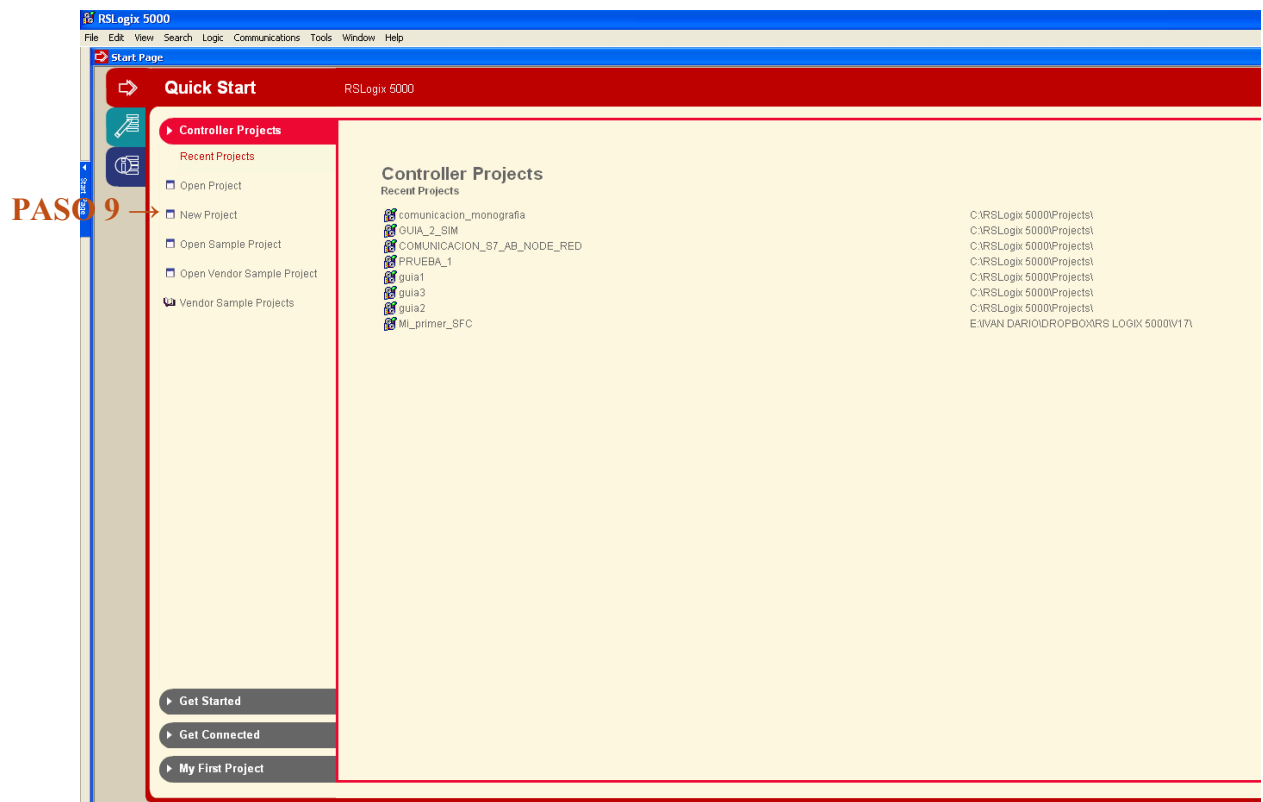 RSLogix 5000
File Edit View Search Logic Communications Tools Window Help
Start Page
Quick Start
RSLogix 5000
Controller Projects
Recent Projects
Open Project
PASO 9 → New Project
Open Sample Project
Open Vendor Sample Project
Vendor Sample Projects
Start Page
Controller Projects
Recent Projects
comunicacion_monografia C:\RSLogix 5000\Projects\
GUIA_2_SIM C:\RSLogix 5000\Projects\
COMUNICACION_S7_AB_NODE_RED C:\RSLogix 5000\Projects\
PRUEBA_1 C:\RSLogix 5000\Projects\
guia1 C:\RSLogix 5000\Projects\
guia3 C:\RSLogix 5000\Projects\
guia2 C:\RSLogix 5000\Projects\
Mi_primer_SFC E:\IVAN DARIO\DROPBOX\RS LOGIX 5000\V17\
Get Started
Get Connected
My First Project